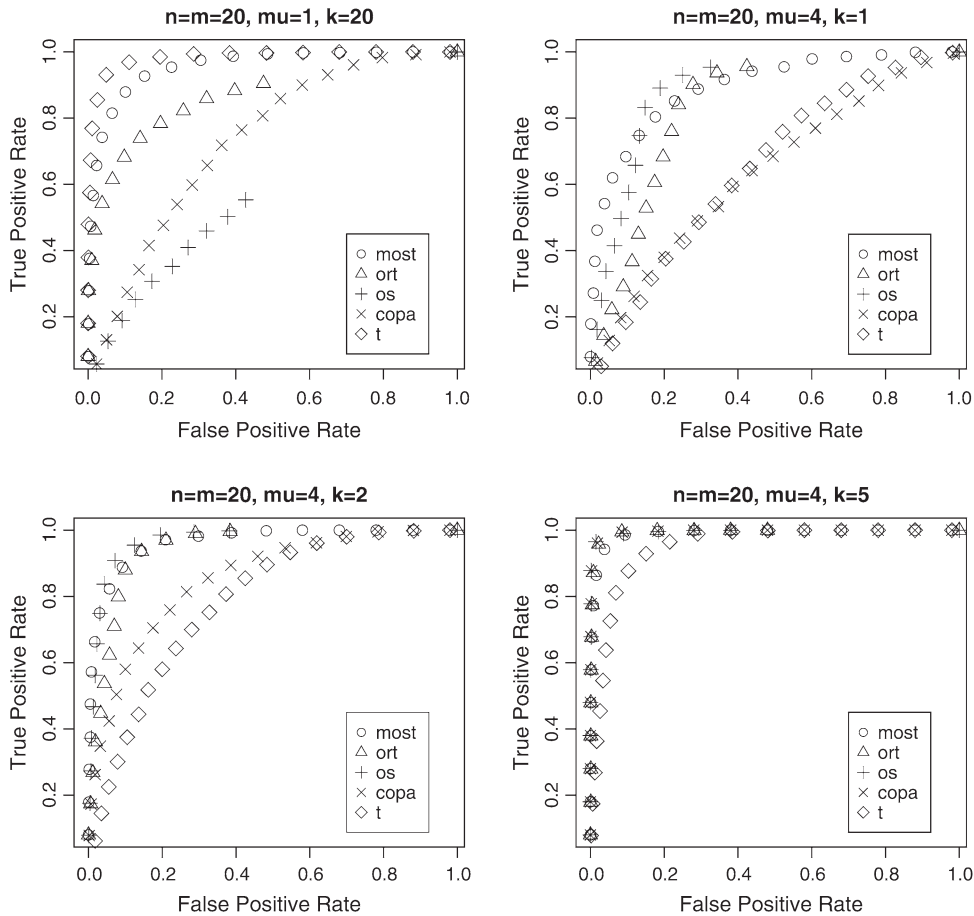 n=m=20, mu=1, k=20
True Positive Rate
1.0
0.8
0.6
0.4
0.2
most
ort
os
copa
t
0.0 0.2 0.4 0.6 0.8 1.0
False Positive Rate
n=m=20, mu=4, k=1
True Positive Rate
1.0
0.8
0.6
0.4
0.2
most
ort
os
copa
t
0.0 0.2 0.4 0.6 0.8 1.0
False Positive Rate
n=m=20, mu=4, k=2
True Positive Rate
1.0
0.8
0.6
0.4
0.2
most
ort
os
copa
t
0.0 0.2 0.4 0.6 0.8 1.0
False Positive Rate
n=m=20, mu=4, k=5
True Positive Rate
1.0
0.8
0.6
0.4
0.2
most
ort
os
copa
t
0.0 0.2 0.4 0.6 0.8 1.0
False Positive Rate